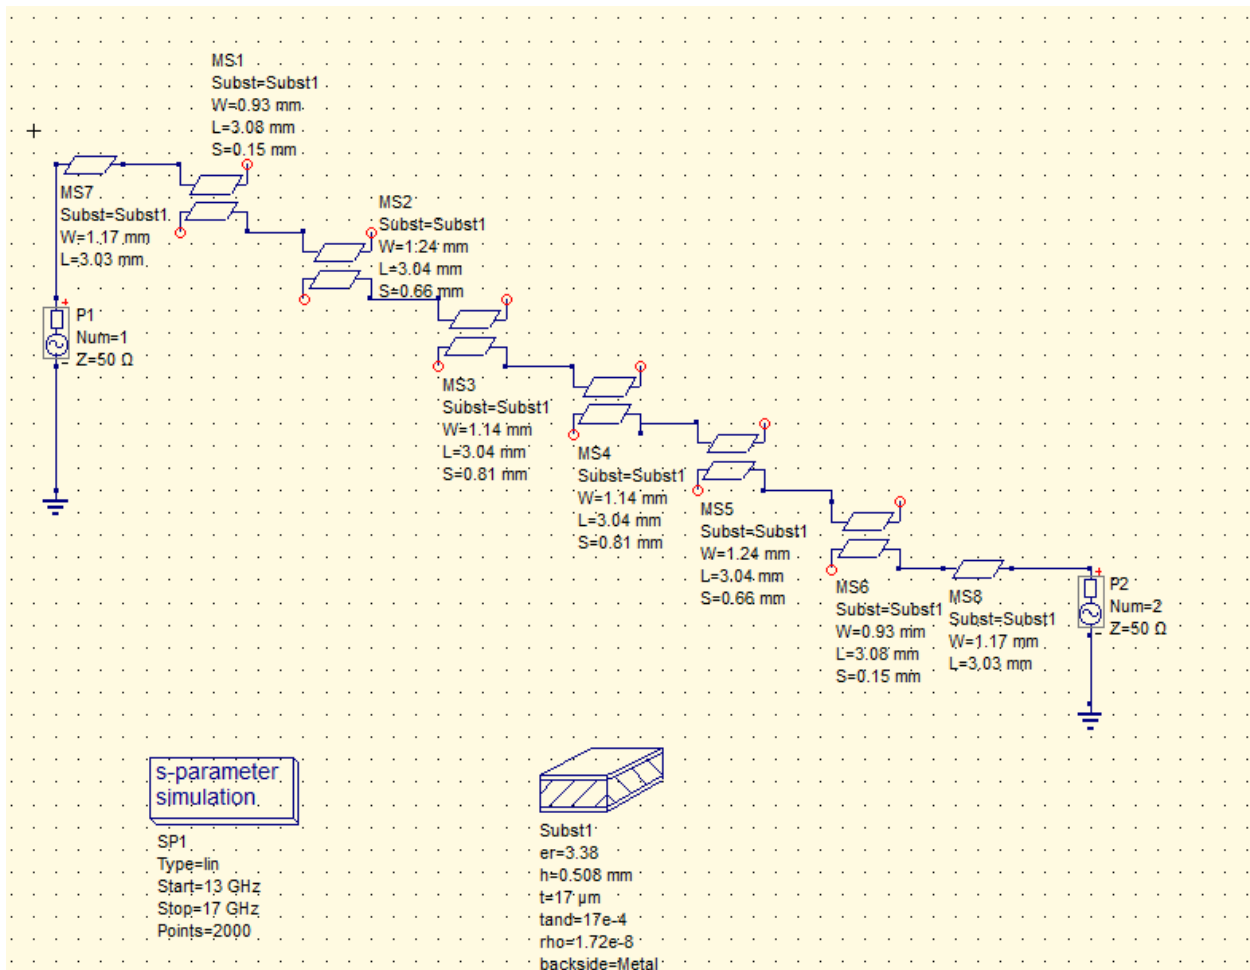 MS1
Subst=Subst1
W=0.93 mm
L=3.08 mm
S=0.15 mm
MS7
Subst=Subst1
W=1.17 mm
L=3.03 mm
MS2
Subst=Subst1
W=1.24 mm
L=3.04 mm
S=0.66 mm
P1
Num=1
Z=50 Ω
MS3
Subst=Subst1
W=1.14 mm
L=3.04 mm
S=0.81 mm
MS4
Subst=Subst1
W=1.14 mm
L=3.04 mm
S=0.81 mm
MS5
Subst=Subst1
W=1.24 mm
L=3.04 mm
S=0.66 mm
MS6
Subst=Subst1
W=0.93 mm
L=3.08 mm
S=0.15 mm
MS8
Subst=Subst1
W=1.17 mm
L=3.03 mm
P2
Num=2
Z=50 Ω
s-parameter
simulation
SP1
Type=lin
Start=13 GHz
Stop=17 GHz
Points=2000
Subst1
er=3.38
h=0.508 mm
t=17 µm
tand=17e-4
rho=1.72e-8
backside=Metal